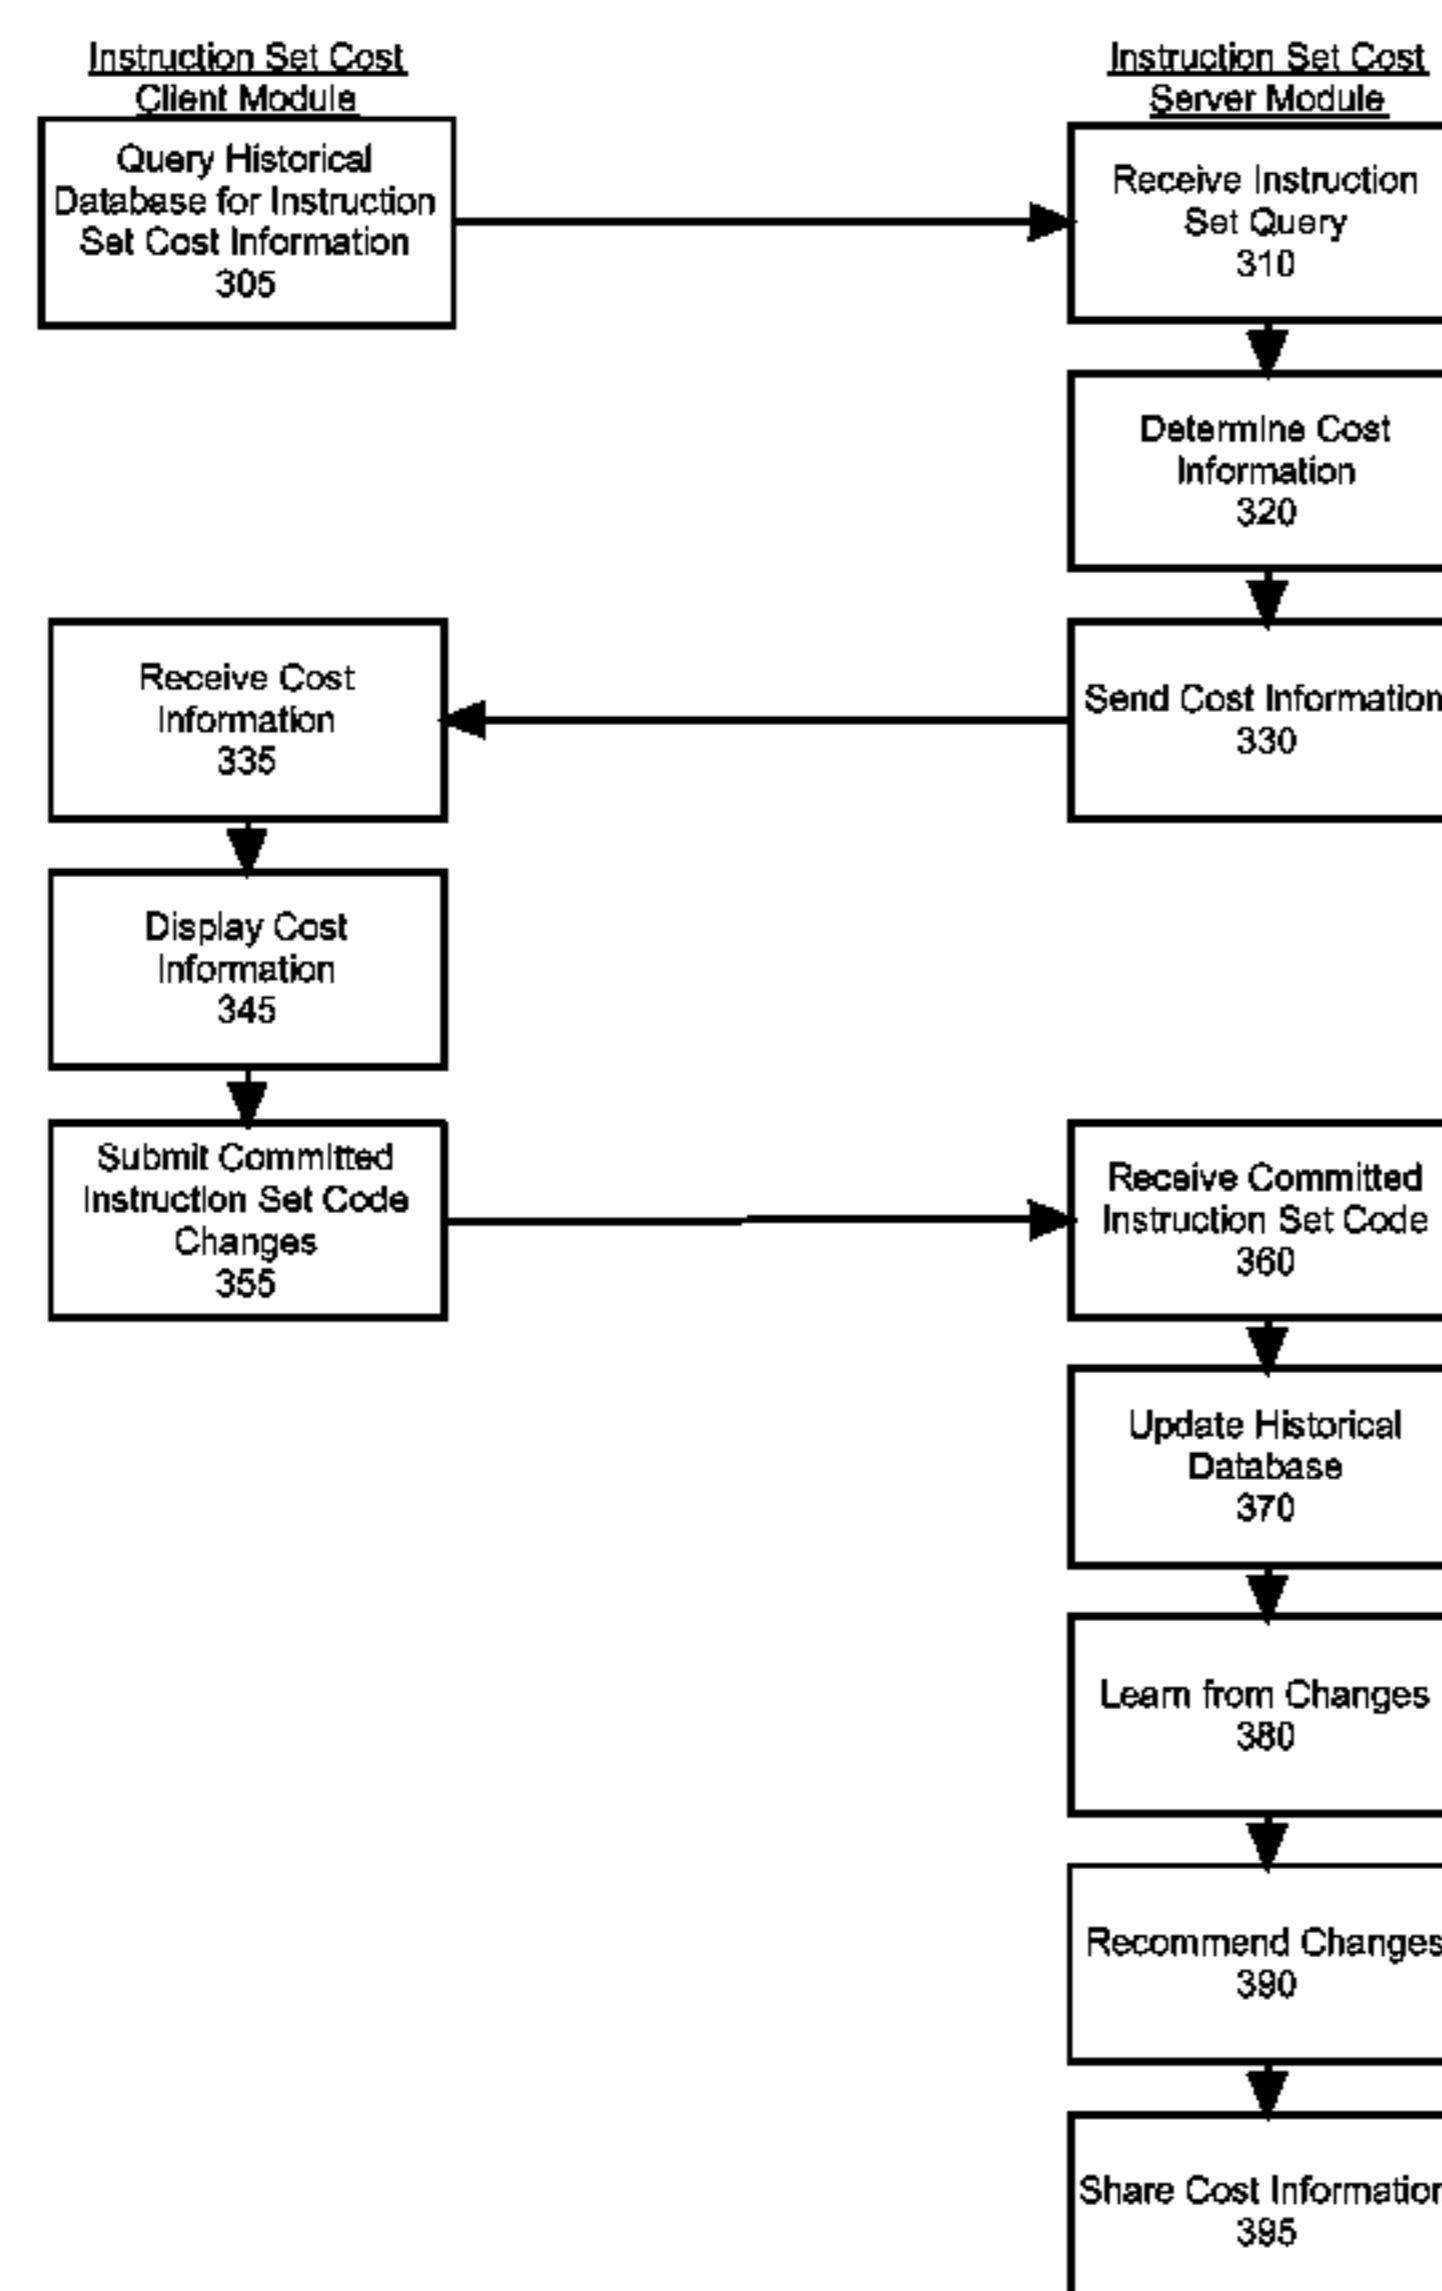 Instruction Set Cost
Client Module
Query Historical
Database for Instruction
Set Cost Information
305
Instruction Set Cost
Server Module
Receive Instruction
Set Query
310
Determine Cost
Information
320
Send Cost Information
330
Receive Cost
Information
335
Display Cost
Information
345
Submit Committed
Instruction Set Code
Changes
355
Receive Committed
Instruction Set Code
360
Update Historical
Database
370
Learn from Changes
380
Recommend Changes
390
Share Cost Information
395